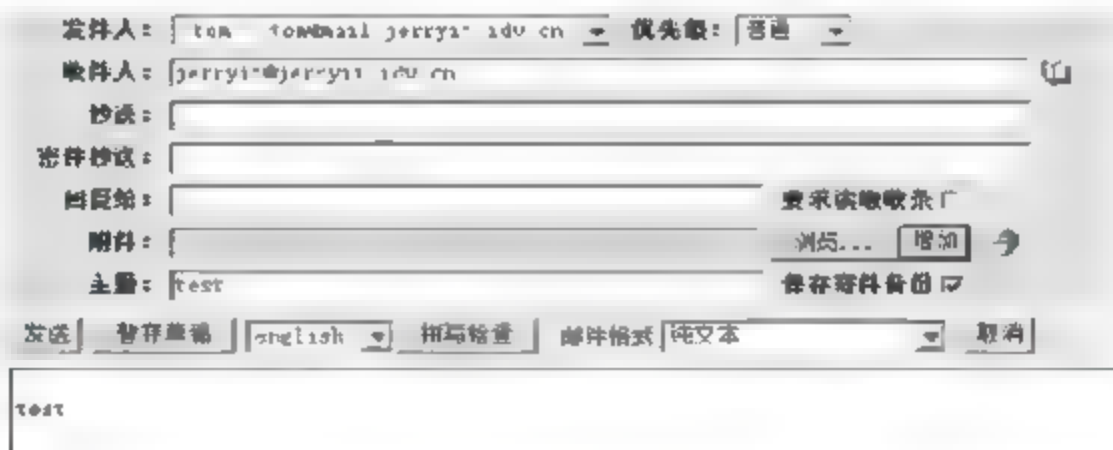 发件人： tom 优先级： 普通
收件人：
抄送：
密件抄送：
回复给： 要求读取收条
附件： 浏览... 增加
主题： test 保存寄件备份
发送 暂存草稿 english 拼写检查 邮件格式 纯文本 取消
test